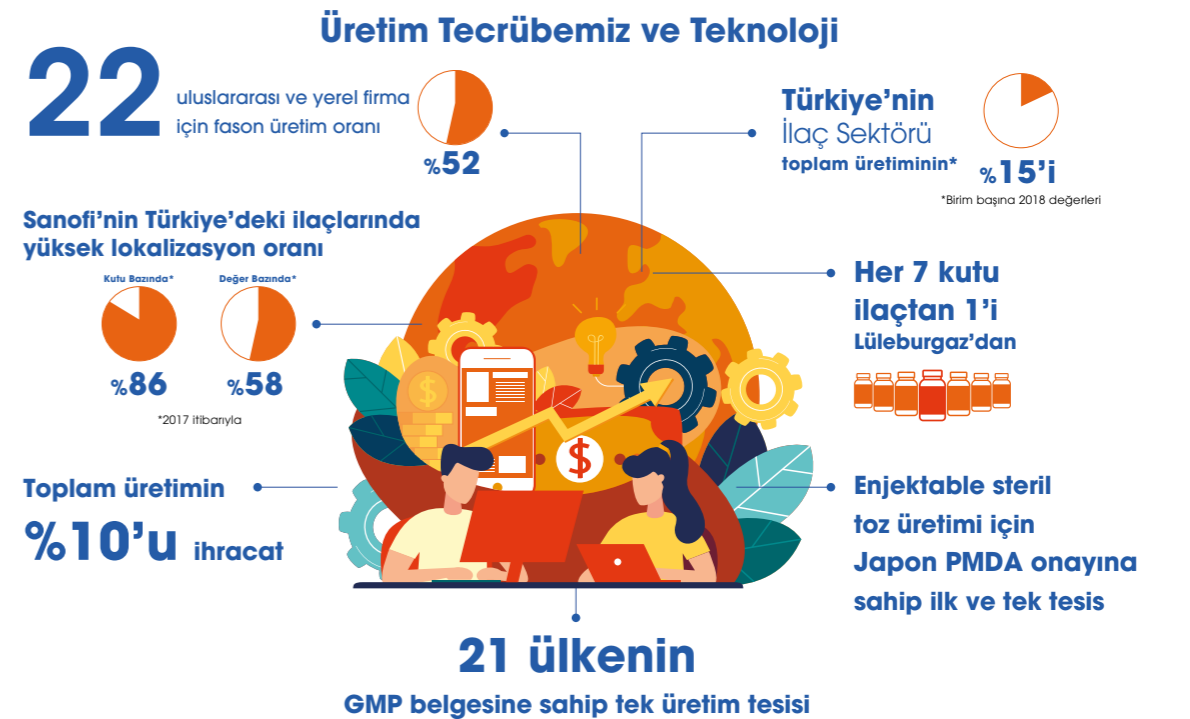 Üretim Tecrübemiz ve Teknoloji
22
uluslararası ve yerel firma
için fason üretim oranı
%52
Türkiye’nin
İlaç Sektörü
toplam üretiminin*
%15’i
*Birim başına 2018 değerleri
Sanofi’nin Türkiye’deki ilaçlarında
yüksek lokalizasyon oranı
Kutu Bazında*
Değer Bazında*
%86
%58
*2017 itibarıyla
Her 7 kutu
ilaçtan 1’i
Lüleburgaz’dan
$
$
Toplam üretimin
%10’u ihracat
Enjektable steril
toz üretimi için
Japon PMDA onayına
sahip ilk ve tek tesis
21 ülkenin
GMP belgesine sahip tek üretim tesisi